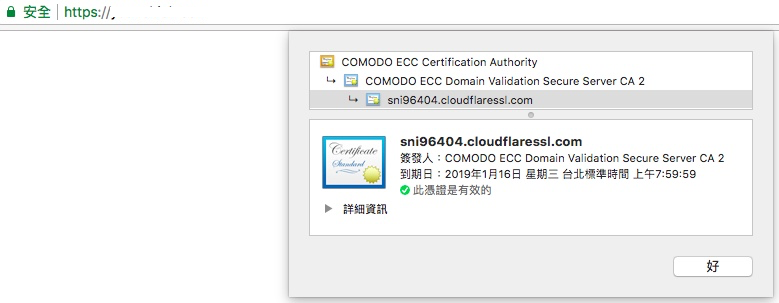 安全 https://
COMODO ECC Certification Authority
COMODO ECC Domain Validation Secure Server CA 2
sni96404.cloudflaressl.com
Certificate
Standard
sni96404.cloudflaressl.com
簽發人：COMODO ECC Domain Validation Secure Server CA 2
到期日：2019年1月16日 星期三 台北標準時間 上午7:59:59
此憑證是有效的
詳細資訊
好